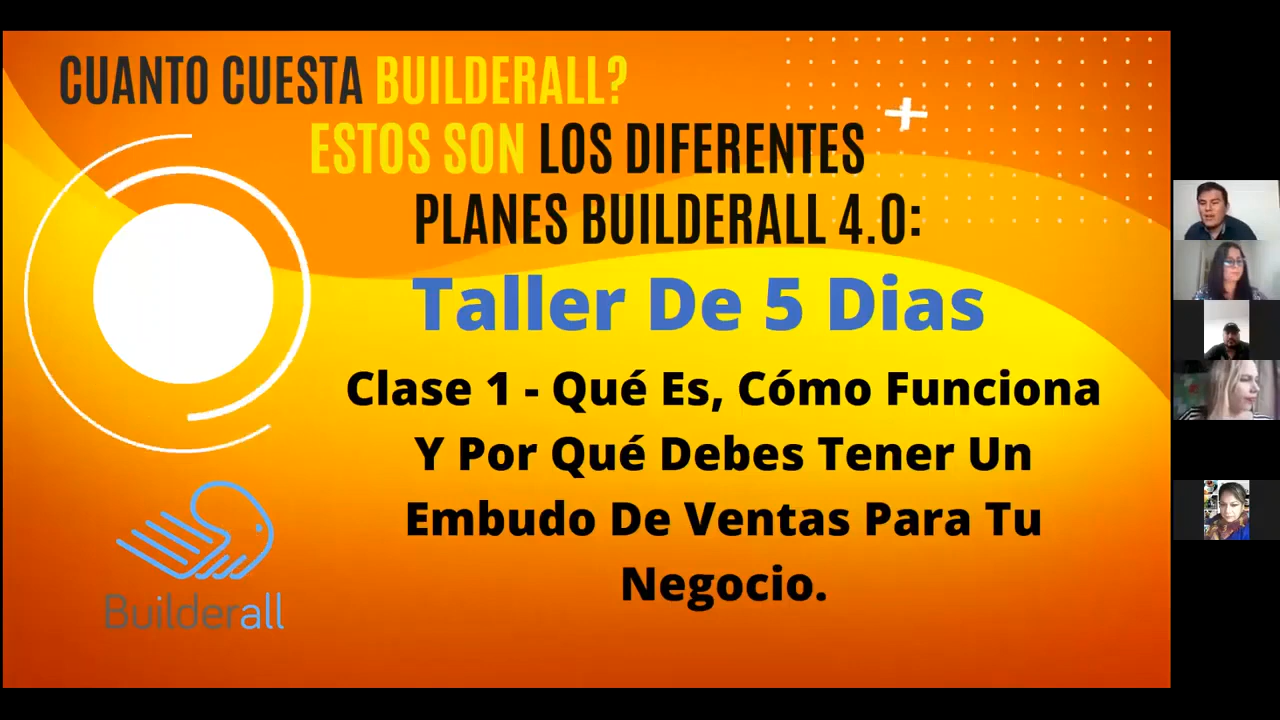 CUANTO CUESTA BUILDERALL?
ESTOS SON LOS DIFERENTES
PLANES BUILDERALL 4.0:
Taller De 5 Dias
Clase 1 - Qué Es, Cómo Funciona
Y Por Qué Debes Tener Un
Embudo De Ventas Para Tu
Negocio.
Builderall